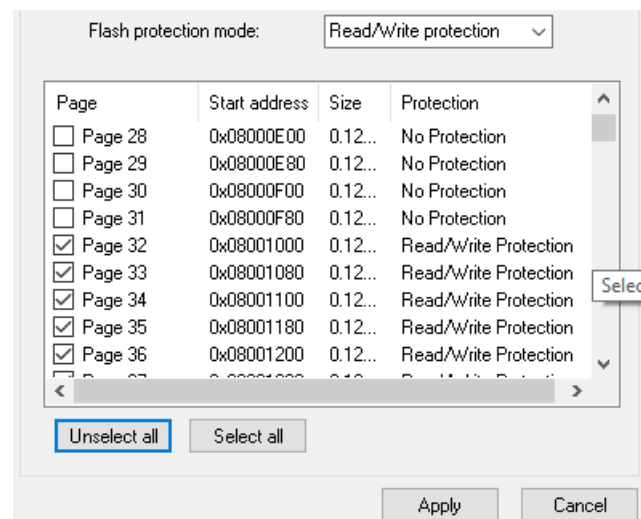 Flash protection mode: Read/Write protection
Page Start address Size Protection
Page 28 0x08000E00 0.12... No Protection
Page 29 0x08000E80 0.12... No Protection
Page 30 0x08000F00 0.12... No Protection
Page 31 0x08000F80 0.12... No Protection
Page 32 0x08001000 0.12... Read/Write Protection
Page 33 0x08001080 0.12... Read/Write Protection
Page 34 0x08001100 0.12... Read/Write Protection
Selec
Page 35 0x08001180 0.12... Read/Write Protection
Page 36 0x08001200 0.12... Read/Write Protection
Unselect all Select all
Apply Cancel